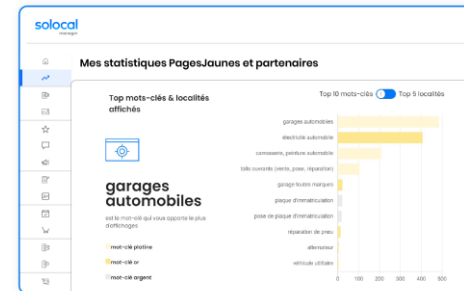 solocal
manager
Mes statistiques PagesJaunes et partenaires
Top mots-clés & localités
affichés
Top 10 mots-clés
Top 5 localités
garages
automobiles
est le mot-clé qui vous apporte le plus
d'affichages
mot-clé platine
mot-clé or
mot-clé argent
garages automobiles
électricité automobile
carrosserie, peinture automobile
tolle ouvrante (vente, pose, réparation)
garage toutes marques
plaque d'immatriculation
pose de plaque d'immatriculation
réparation de pneu
alternateur
véhicule utilitaire
0 100 200 300 400 500